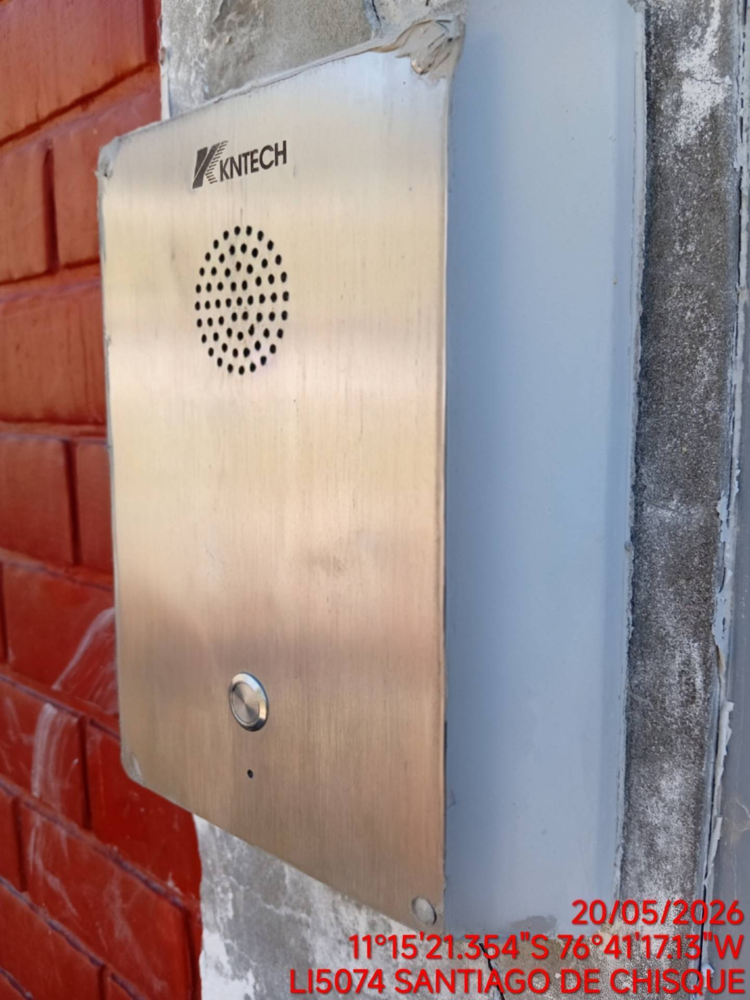 KNTECH
20/05/2026
11°15'21.354"S 76°41'17.13"W
LI5074 SANTIAGO DE CHISQUE